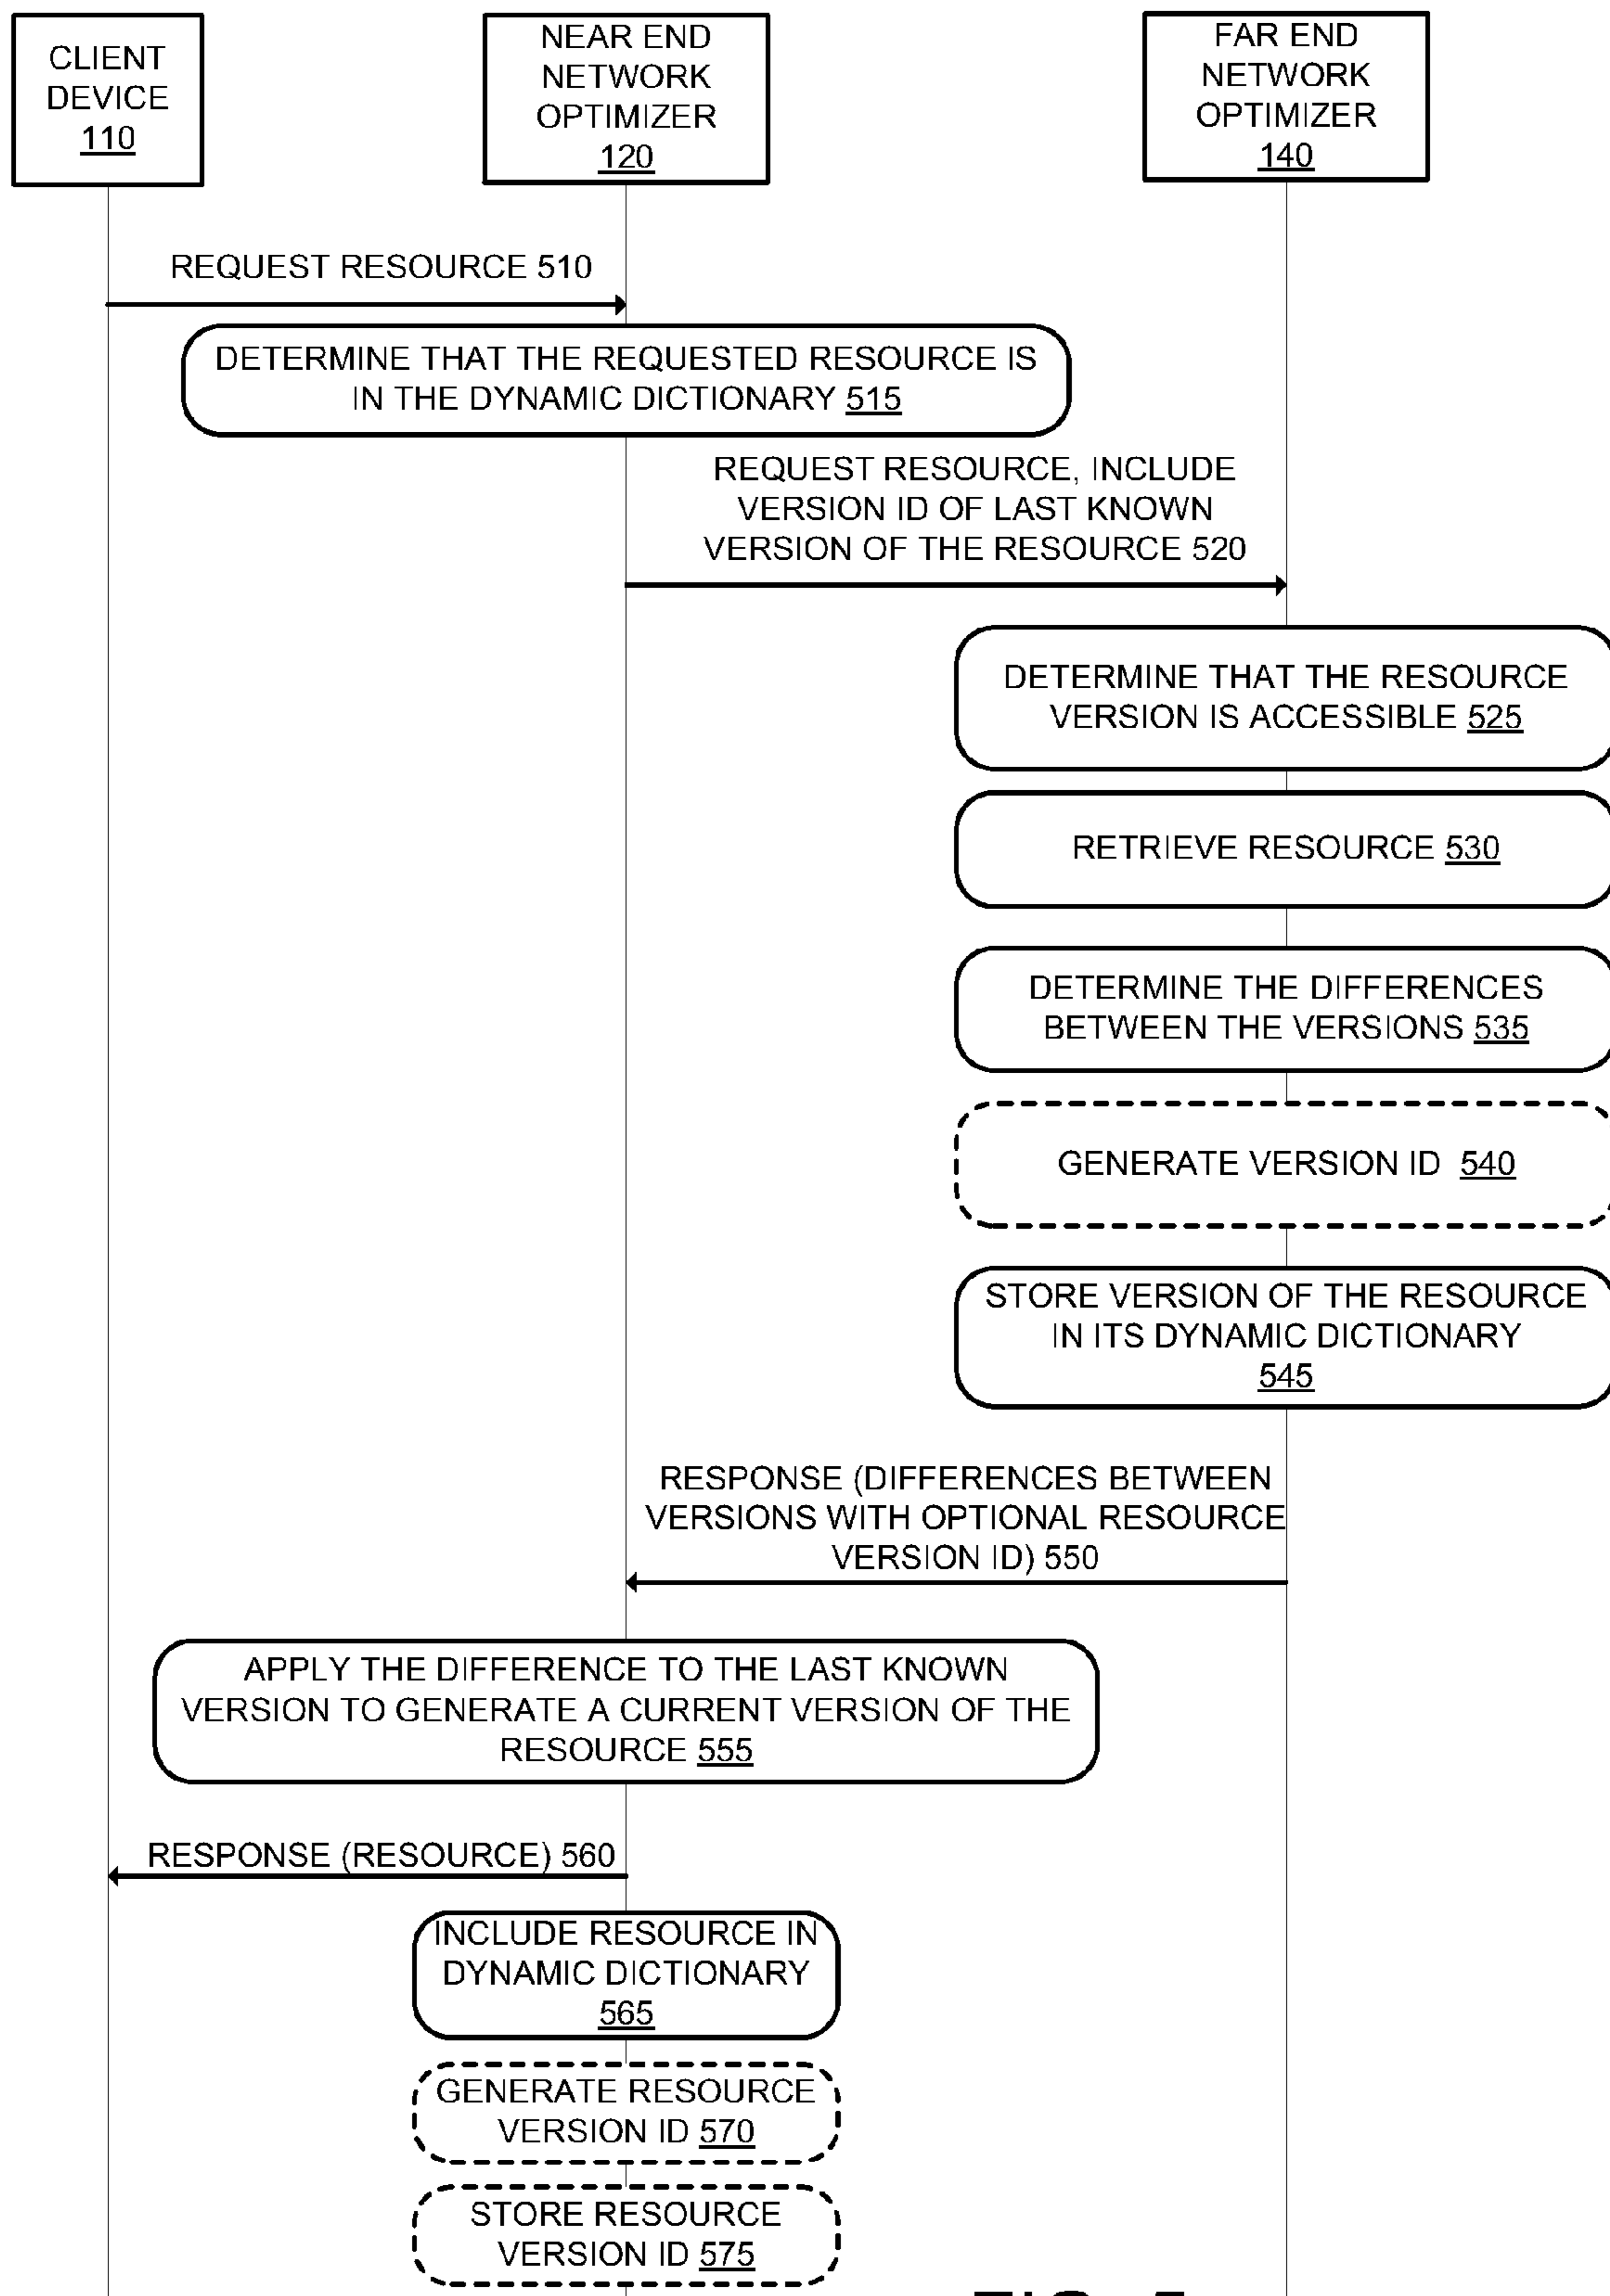 CLIENT
DEVICE
110
NEAR END
NETWORK
OPTIMIZER
120
FAR END
NETWORK
OPTIMIZER
140
REQUEST RESOURCE 510
DETERMINE THAT THE REQUESTED RESOURCE IS
IN THE DYNAMIC DICTIONARY 515
REQUEST RESOURCE, INCLUDE
VERSION ID OF LAST KNOWN
VERSION OF THE RESOURCE 520
DETERMINE THAT THE RESOURCE
VERSION IS ACCESSIBLE 525
RETRIEVE RESOURCE 530
DETERMINE THE DIFFERENCES
BETWEEN THE VERSIONS 535
GENERATE VERSION ID 540
STORE VERSION OF THE RESOURCE
IN ITS DYNAMIC DICTIONARY
545
RESPONSE (DIFFERENCES BETWEEN
VERSIONS WITH OPTIONAL RESOURCE
VERSION ID) 550
APPLY THE DIFFERENCE TO THE LAST KNOWN
VERSION TO GENERATE A CURRENT VERSION OF THE
RESOURCE 555
RESPONSE (RESOURCE) 560
INCLUDE RESOURCE IN
DYNAMIC DICTIONARY
565
GENERATE RESOURCE
VERSION ID 570
STORE RESOURCE
VERSION ID 575